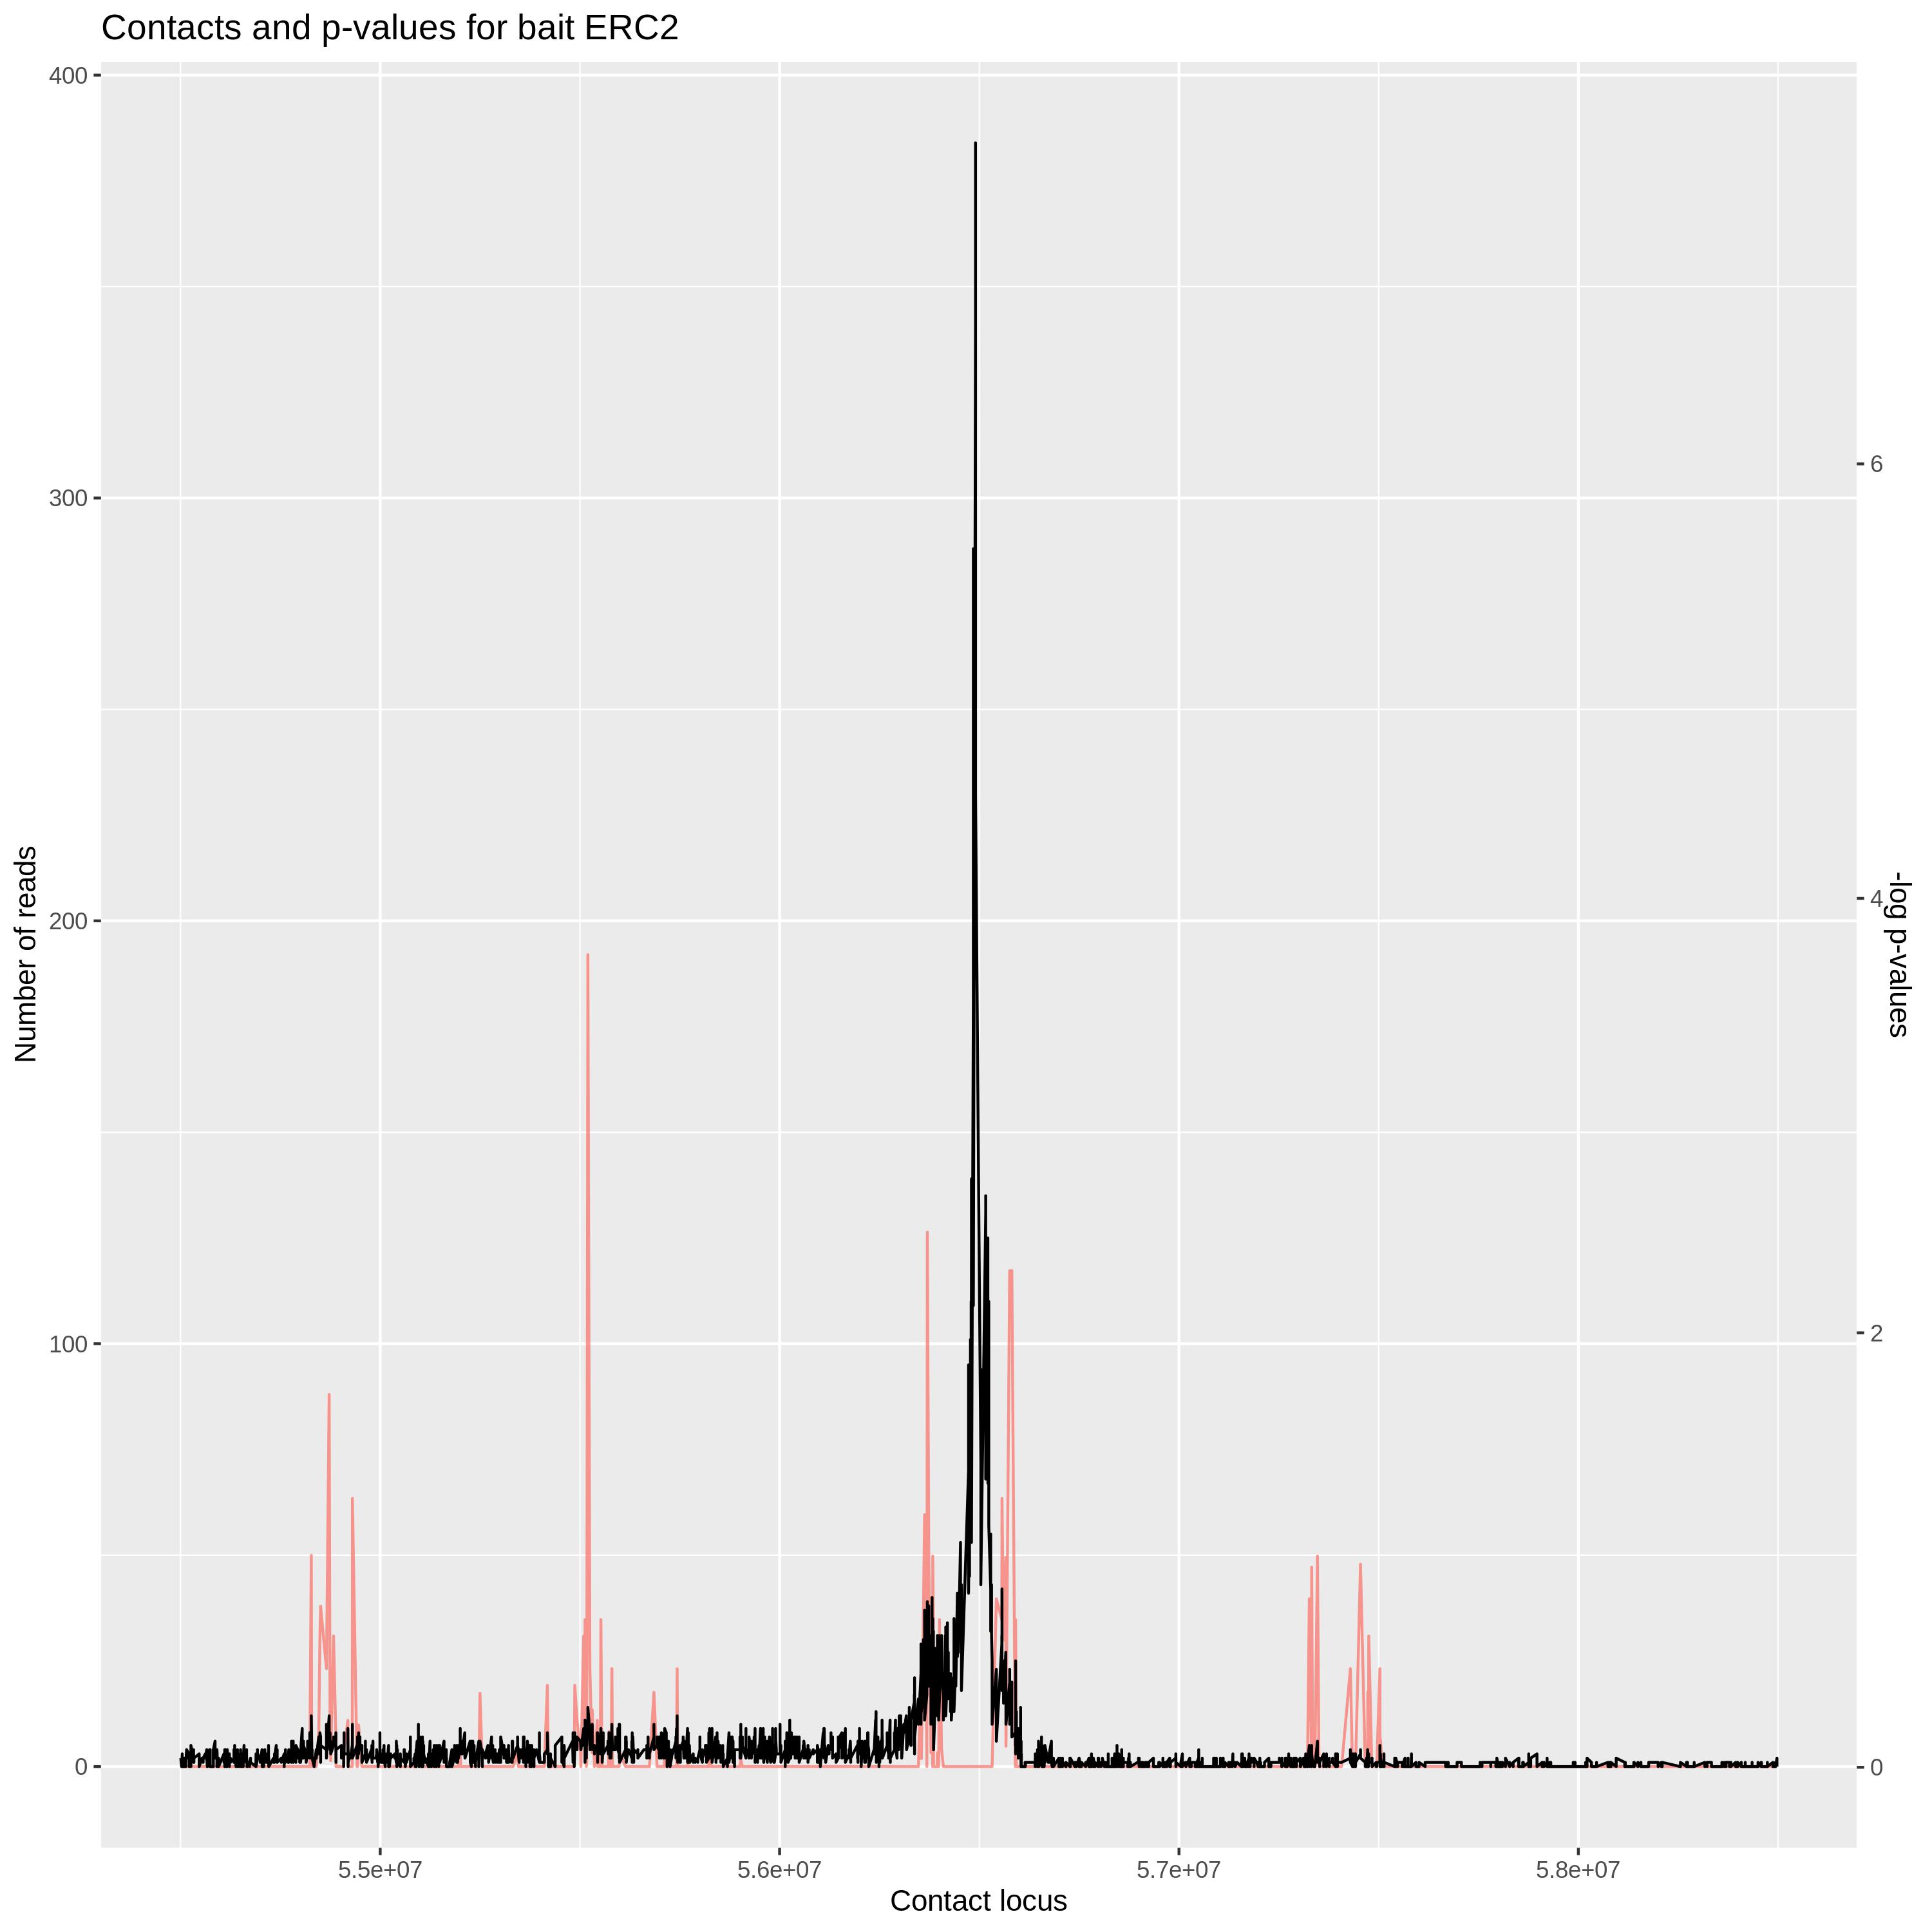 Contacts and p-values for bait ERC2
400
300
200
100
0
Number of reads
6
4
2
0
-log p-values
5.5e+07
5.6e+07
5.7e+07
5.8e+07
Contact locus